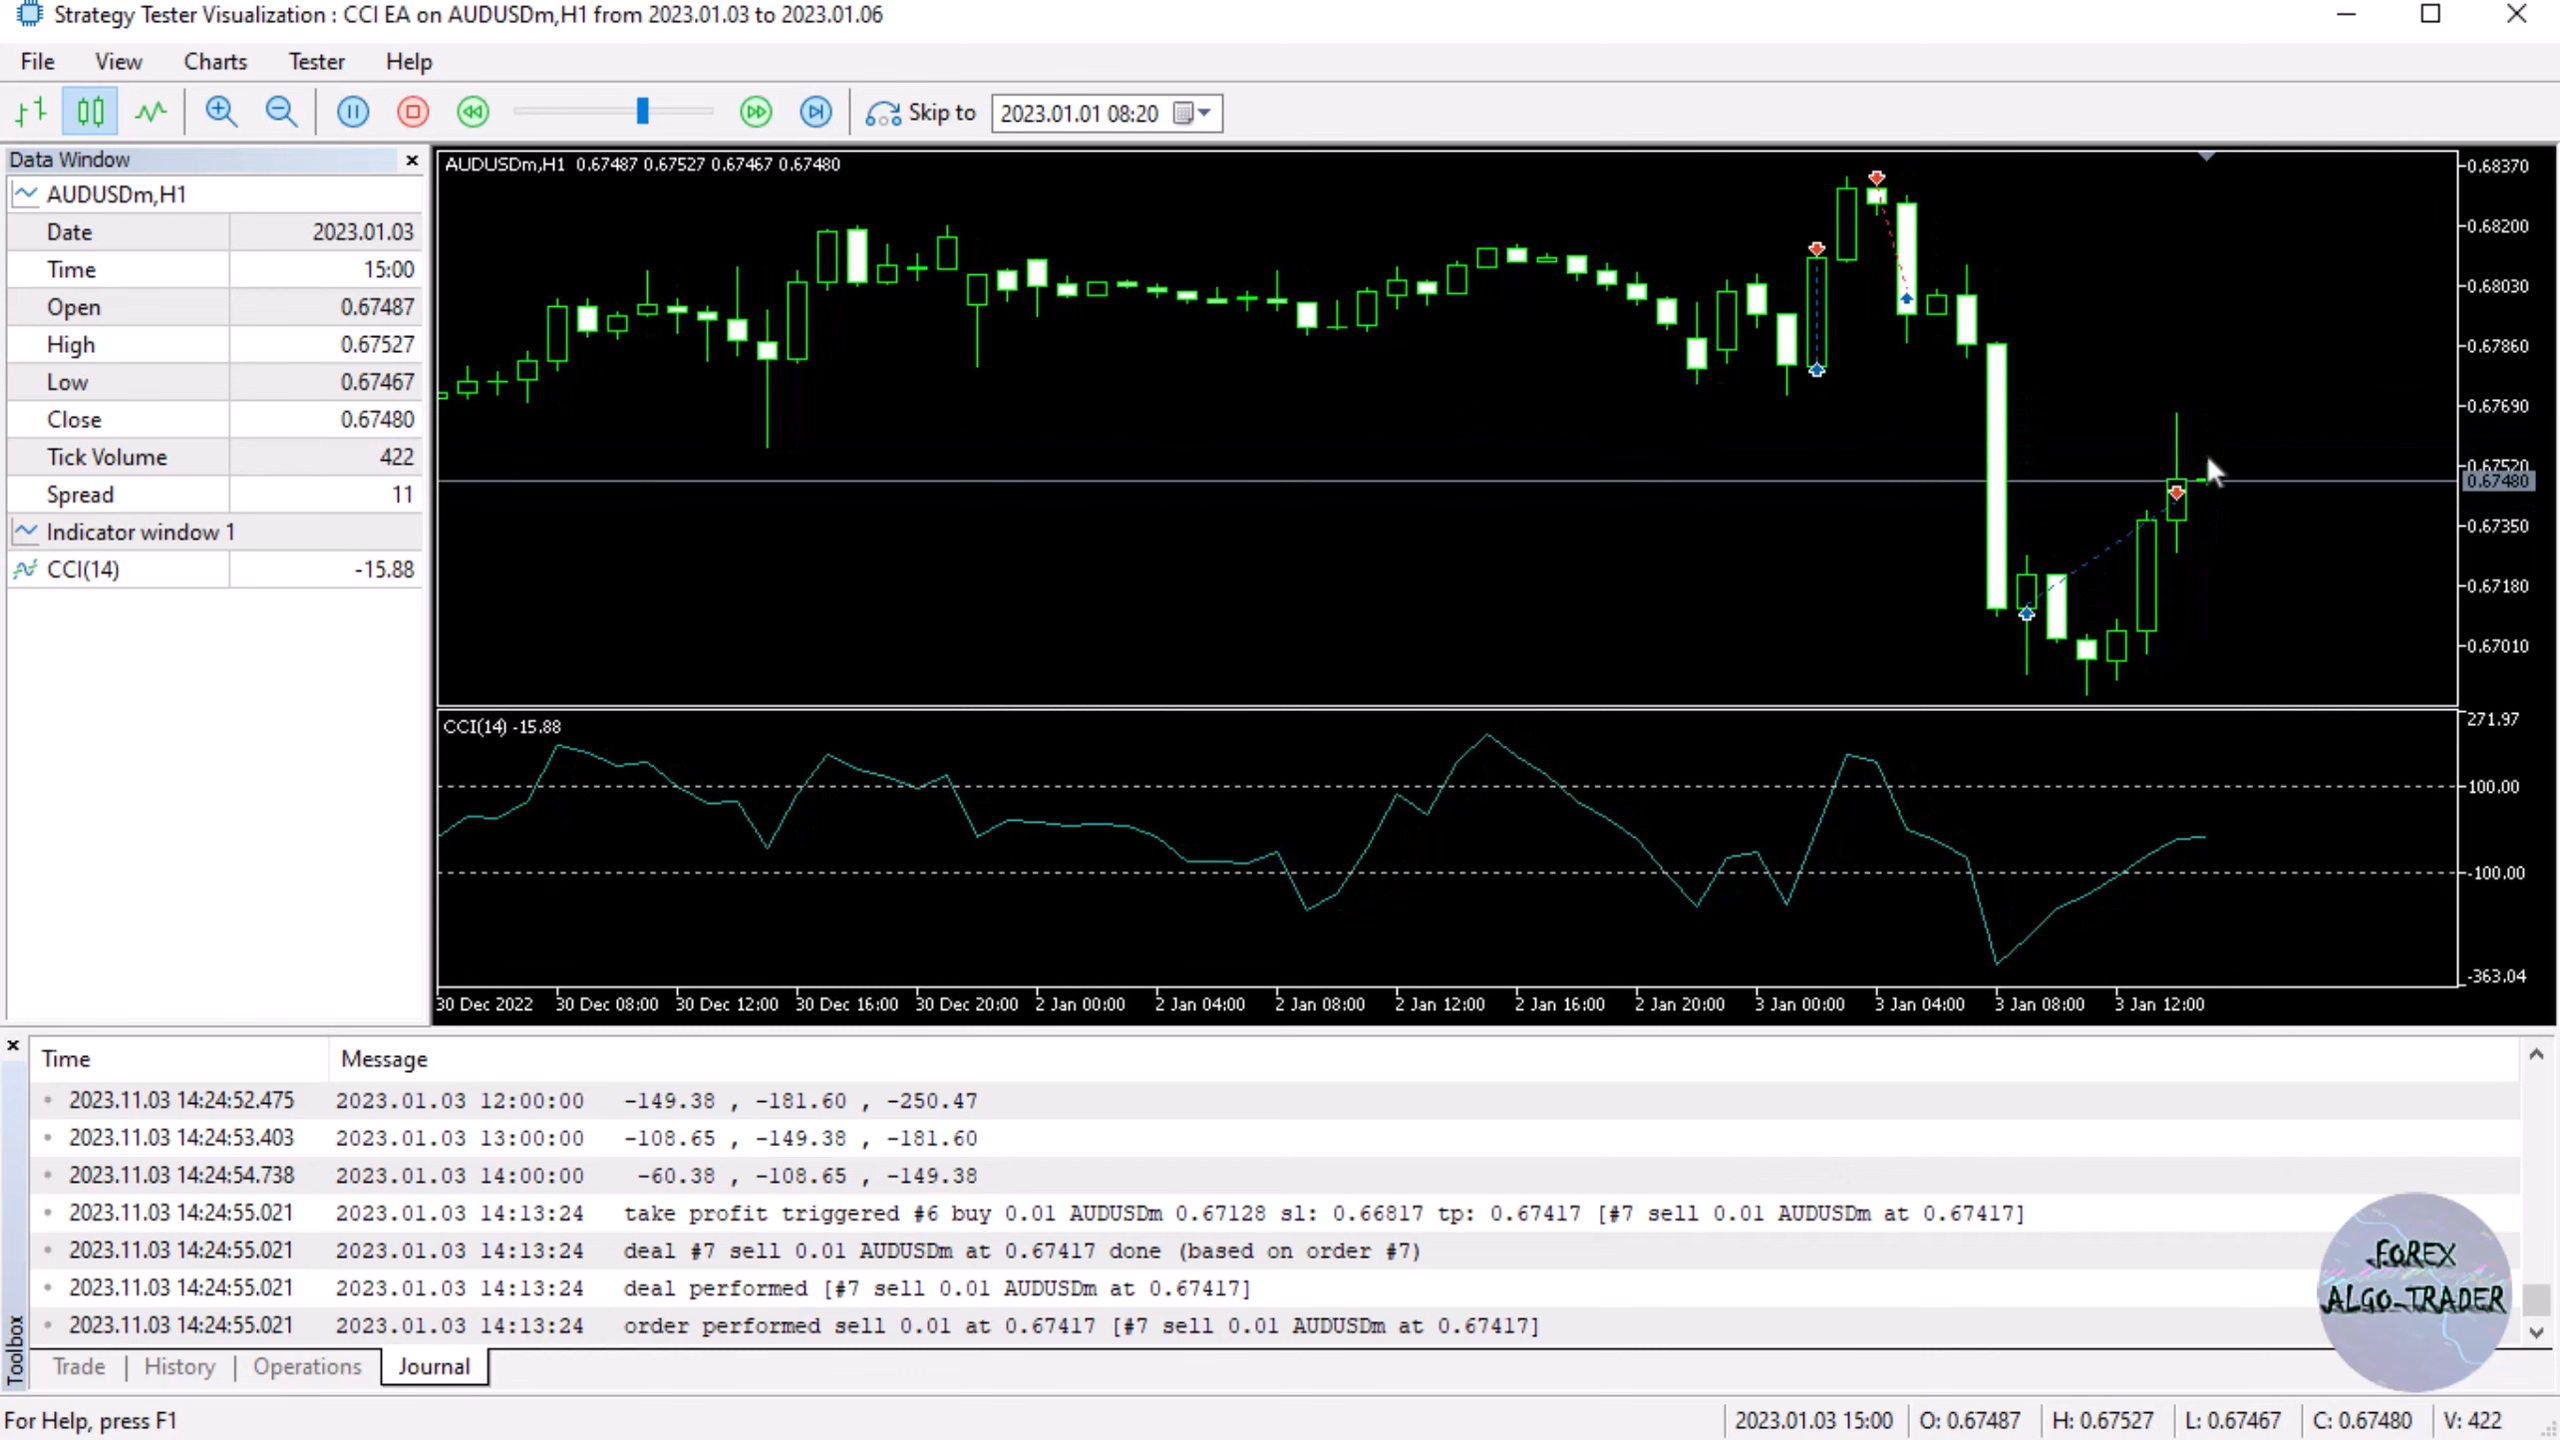 Strategy Tester Visualization : CCI EA on AUDUSDm,H1 from 2023.01.03 to 2023.01.06
File View Charts Tester Help
Skip to 2023.01.01 08:20
Data Window
AUDUSDm,H1
Date 2023.01.03
Time 15:00
Open 0.67487
High 0.67527
Low 0.67467
Close 0.67480
Tick Volume 422
Spread 11
Indicator window 1
CCI(14) -15.88
AUDUSDm,H1 0.67487 0.67527 0.67467 0.67480
0.68370
0.68200
0.68030
0.67860
0.67690
0.67520
0.67480
0.67350
0.67180
0.67010
CCI(14) -15.88
271.97
100.00
-100.00
-363.04
30 Dec 2022 30 Dec 08:00 30 Dec 12:00 30 Dec 16:00 30 Dec 20:00 2 Jan 00:00 2 Jan 04:00 2 Jan 08:00 2 Jan 12:00 2 Jan 16:00 2 Jan 20:00 3 Jan 00:00 3 Jan 04:00 3 Jan 08:00 3 Jan 12:00
Time Message
2023.11.03 14:24:52.475 2023.01.03 12:00:00 -149.38 , -181.60 , -250.47
2023.11.03 14:24:53.403 2023.01.03 13:00:00 -108.65 , -149.38 , -181.60
2023.11.03 14:24:54.738 2023.01.03 14:00:00 -60.38 , -108.65 , -149.38
2023.11.03 14:24:55.021 2023.01.03 14:13:24 take profit triggered #6 buy 0.01 AUDUSDm 0.67128 sl: 0.66817 tp: 0.67417 [#7 sell 0.01 AUDUSDm at 0.67417]
2023.11.03 14:24:55.021 2023.01.03 14:13:24 deal #7 sell 0.01 AUDUSDm at 0.67417 done (based on order #7)
2023.11.03 14:24:55.021 2023.01.03 14:13:24 deal performed [#7 sell 0.01 AUDUSDm at 0.67417]
2023.11.03 14:24:55.021 2023.01.03 14:13:24 order performed sell 0.01 at 0.67417 [#7 sell 0.01 AUDUSDm at 0.67417]
Toolbox
Trade History Operations Journal
FOREX
ALGO-TRADER
For Help, press F1
2023.01.03 15:00 O: 0.67487 H: 0.67527 L: 0.67467 C: 0.67480 V: 422